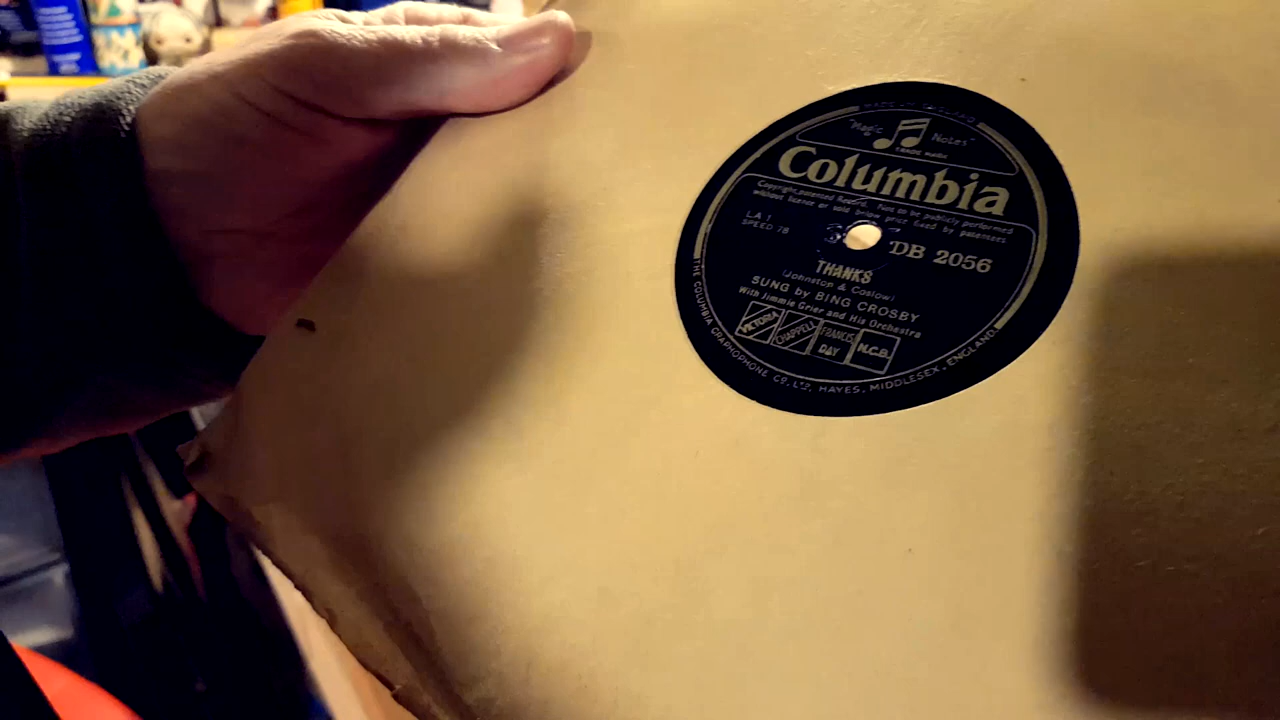 MADE IN ENGLAND
"Magic Notes"
TRADE MARK
Columbia
Copyright, patented Record. Not to be publicly performed
without licence or sold below price fixed by patentees
LA 1
SPEED 78
DB 2056
THANKS
(Johnston & Coslow)
SUNG by BING CROSBY
With Jimmie Grier and His Orchestra
VICTORIA CHAPPELL FRANCIS DAY N.C.B.
THE COLUMBIA GRAPHOPHONE CO. LTD. HAYES, MIDDLESEX, ENGLAND.